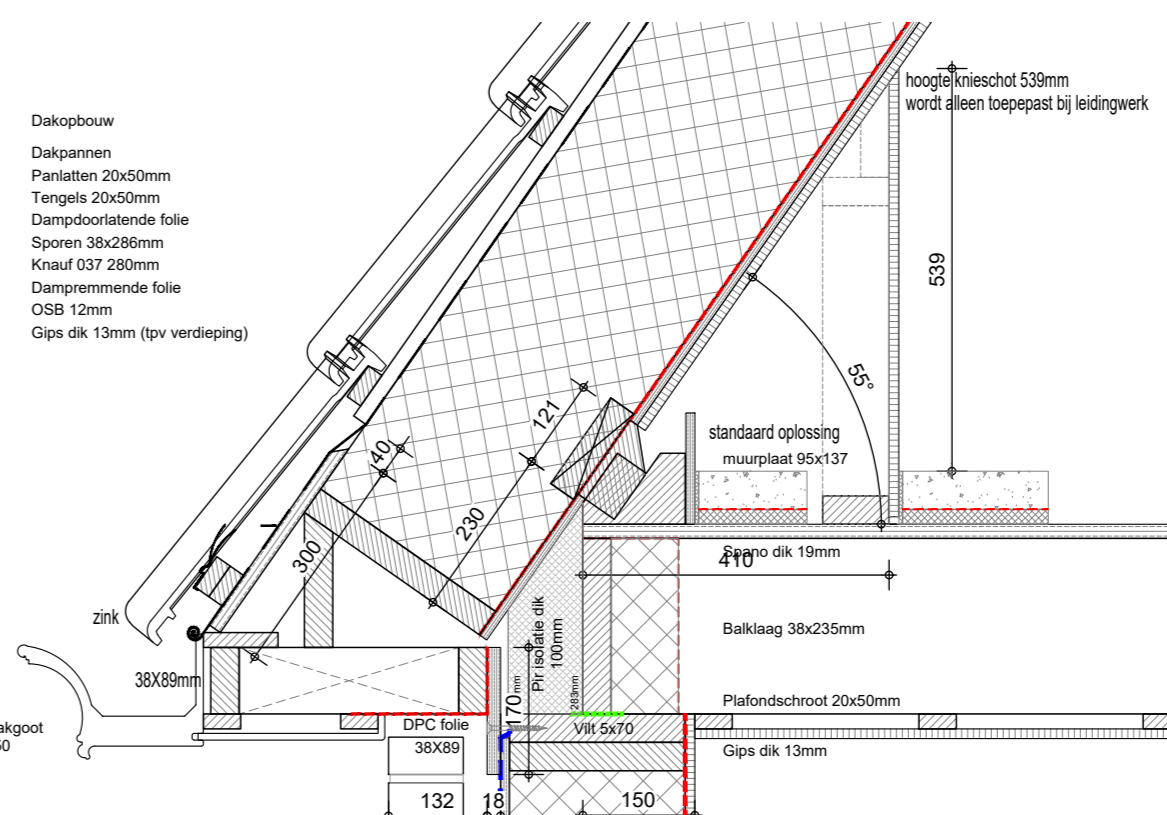 Dakopbouw
Dakpannen
Panlatten 20x50mm
Tengels 20x50mm
Dampdoorlatende folie
Sporen 38x286mm
Knauf 037 280mm
Dampremmende folie
OSB 12mm
Gips dik 13mm (tpv verdieping)
hoogte knieschot 539mm
wordt alleen toepepast bij leidingwerk
539
55°
121
40
230
300
standaard oplossing
muurplaat 95x137
Spano dik 19mm
410
zink
Pir isolatie dik
100mm
Balklaag 38x235mm
38X89mm
283mm
170mm
Plafondschroot 20x50mm
DPC folie
Vilt 5x70
38X89
Gips dik 13mm
akgoot
50
132
18
150